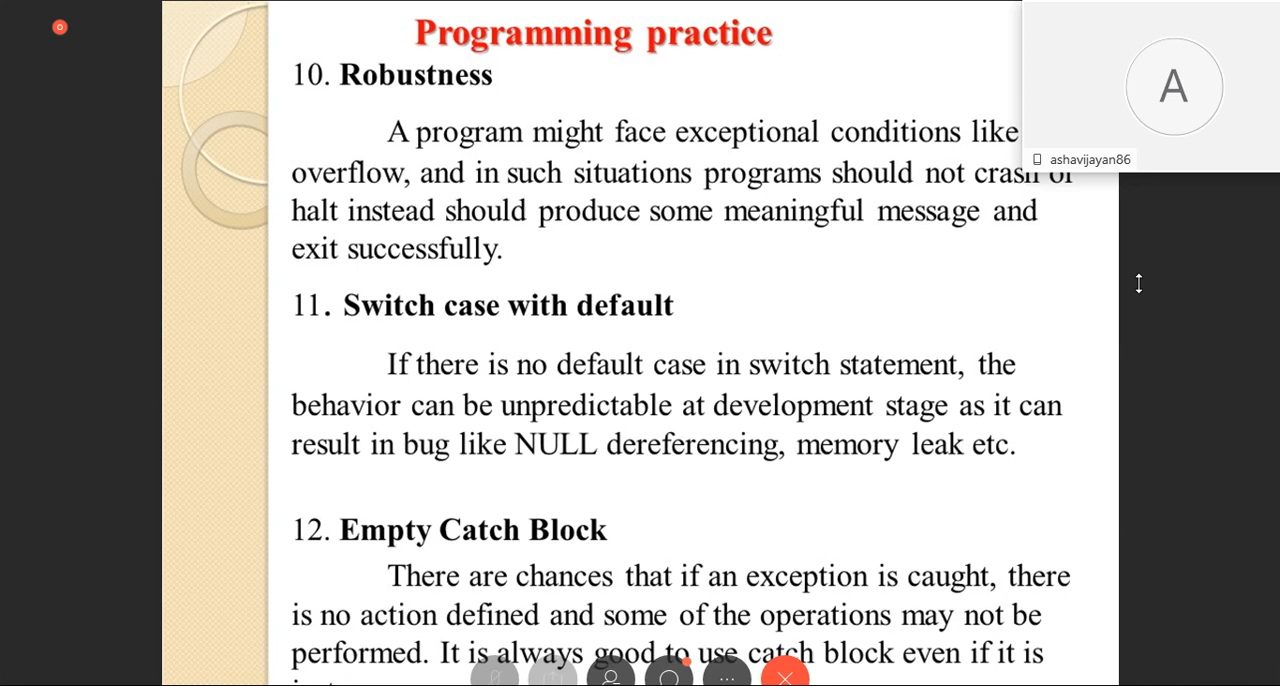 Programming practice
10. Robustness
A program might face exceptional conditions like
overflow, and in such situations programs should not crash or
halt instead should produce some meaningful message and
exit successfully.
11. Switch case with default
If there is no default case in switch statement, the
behavior can be unpredictable at development stage as it can
result in bug like NULL dereferencing, memory leak etc.
12. Empty Catch Block
There are chances that if an exception is caught, there
is no action defined and some of the operations may not be
performed. It is always good to use catch block even if it is
A
ashavijayan86